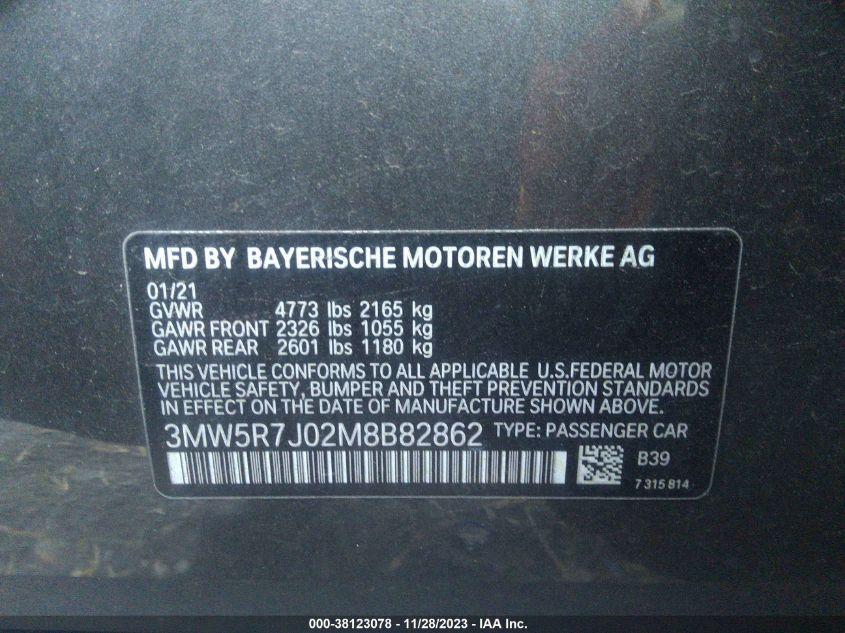 MFD BY BAYERISCHE MOTOREN WERKE AG
01/21
GVWR 4773 lbs 2165 kg
GAWR FRONT 2326 lbs 1055 kg
GAWR REAR 2601 lbs 1180 kg
THIS VEHICLE CONFORMS TO ALL APPLICABLE U.S.FEDERAL MOTOR
VEHICLE SAFETY, BUMPER AND THEFT PREVENTION STANDARDS
IN EFFECT ON THE DATE OF MANUFACTURE SHOWN ABOVE.
3MW5R7J02M8B82862 TYPE: PASSENGER CAR
B39
7 315 814
000-38123078 - 11/28/2023 - IAA Inc.